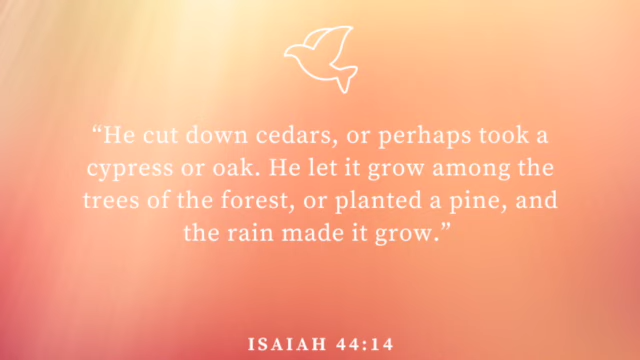 “He cut down cedars, or perhaps took a
cypress or oak. He let it grow among the
trees of the forest, or planted a pine, and
the rain made it grow.”
ISAIAH 44:14